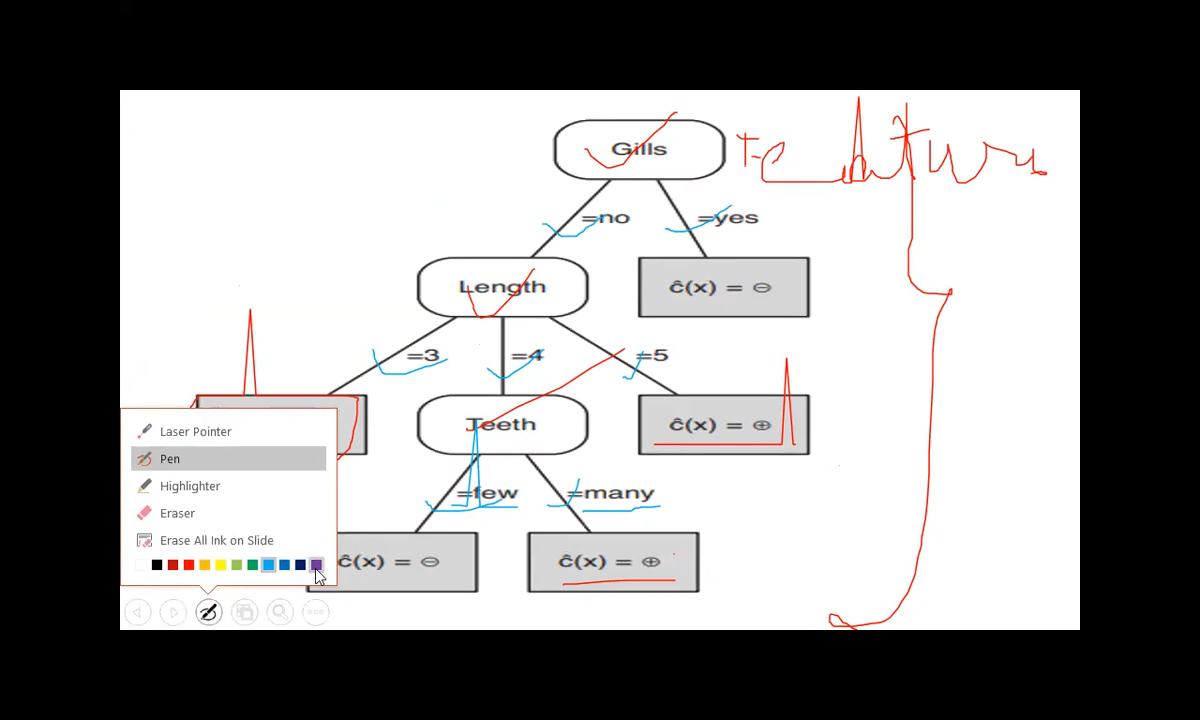 Gills
=no
=yes
Length
ĉ(x) = ⊖
=3
=4
=5
Teeth
ĉ(x) = ⊕
=few
=many
ĉ(x) = ⊖
ĉ(x) = ⊕
Laser Pointer
Pen
Highlighter
Eraser
Erase All Ink on Slide